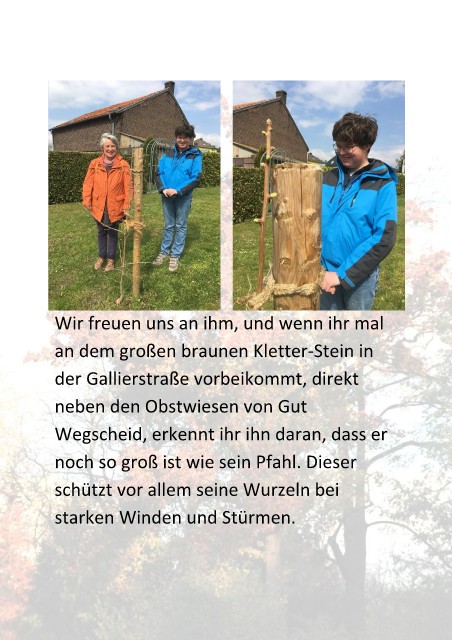 Wir freuen uns an ihm, und wenn ihr mal
an dem großen braunen Kletter-Stein in
der Gallierstraße vorbeikommt, direkt
neben den Obstwiesen von Gut
Wegscheid, erkennt ihr ihn daran, dass er
noch so groß ist wie sein Pfahl. Dieser
schützt vor allem seine Wurzeln bei
starken Winden und Stürmen.